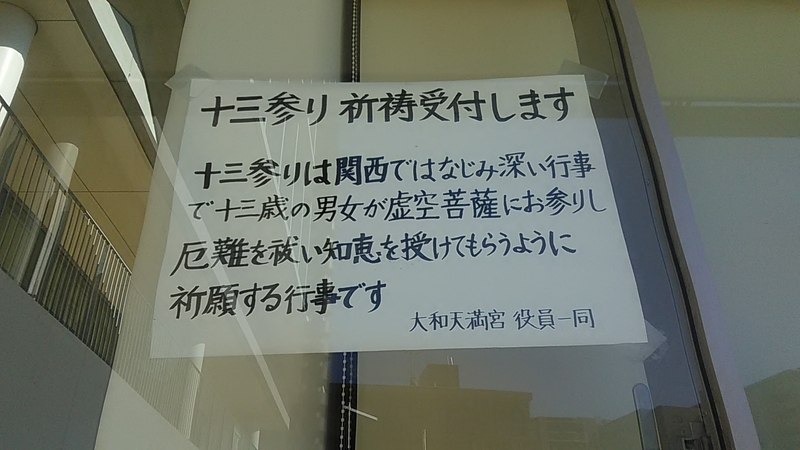 十三参り 祈祷受付します
十三参りは関西ではなじみ深い行事
で十三歳の男女が虚空菩薩にお参りし
厄難を祓い知恵を授けてもらうように
祈願する行事です
大和天満宮 役員一同